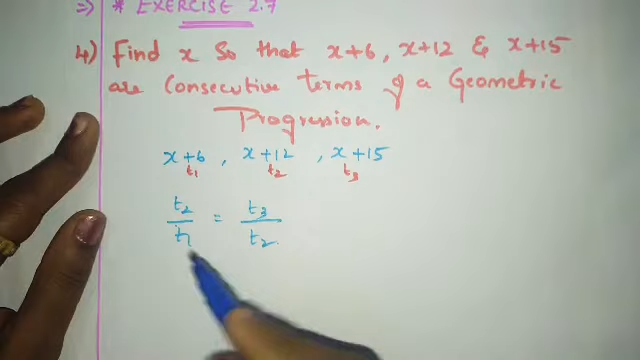 ⇒ * EXERCISE 2.7
4) Find x So that x+6, x+12 & x+15
are Consecutive terms of a Geometric
Progression.
x+6, x+12, x+15
t₁ t₂ t₃
t₂/t₁ = t₃/t₂